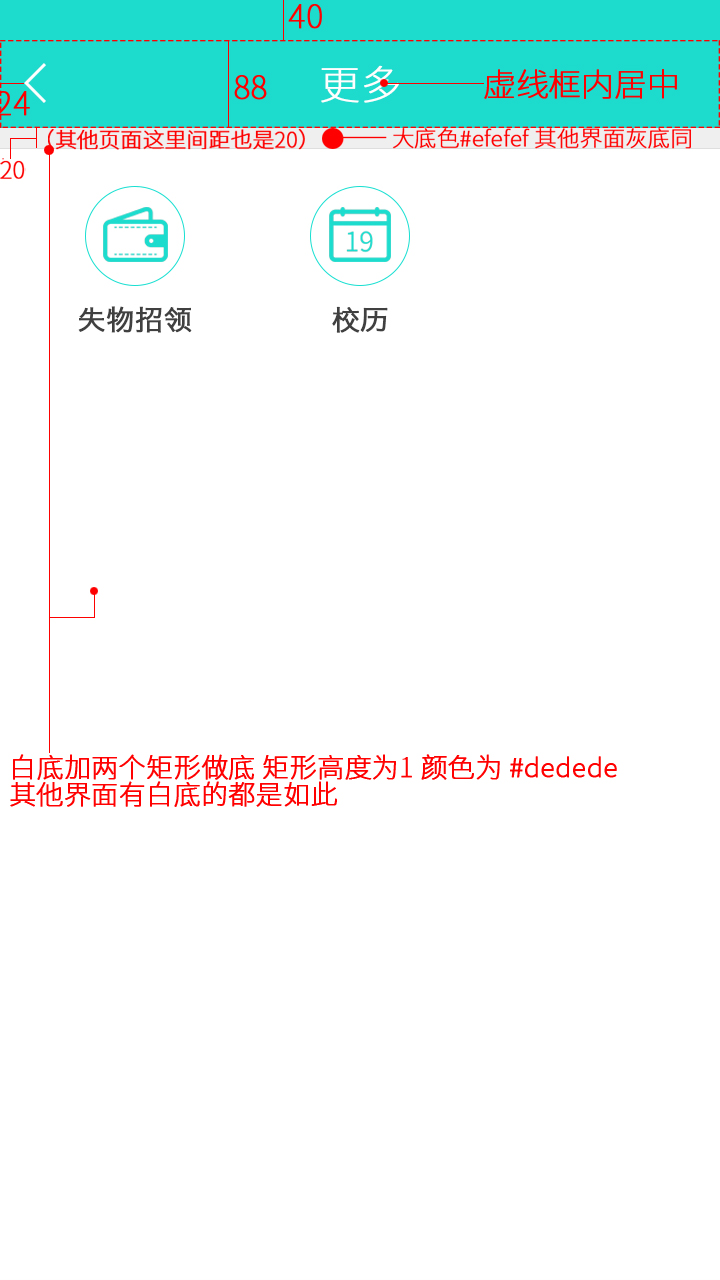 40
更多
88
虚线框内居中
24
（其他页面这里间距也是20）
大底色#efefef 其他界面灰底同
20
19
失物招领
校历
白底加两个矩形做底 矩形高度为1 颜色为 #dedede
其他界面有白底的都是如此